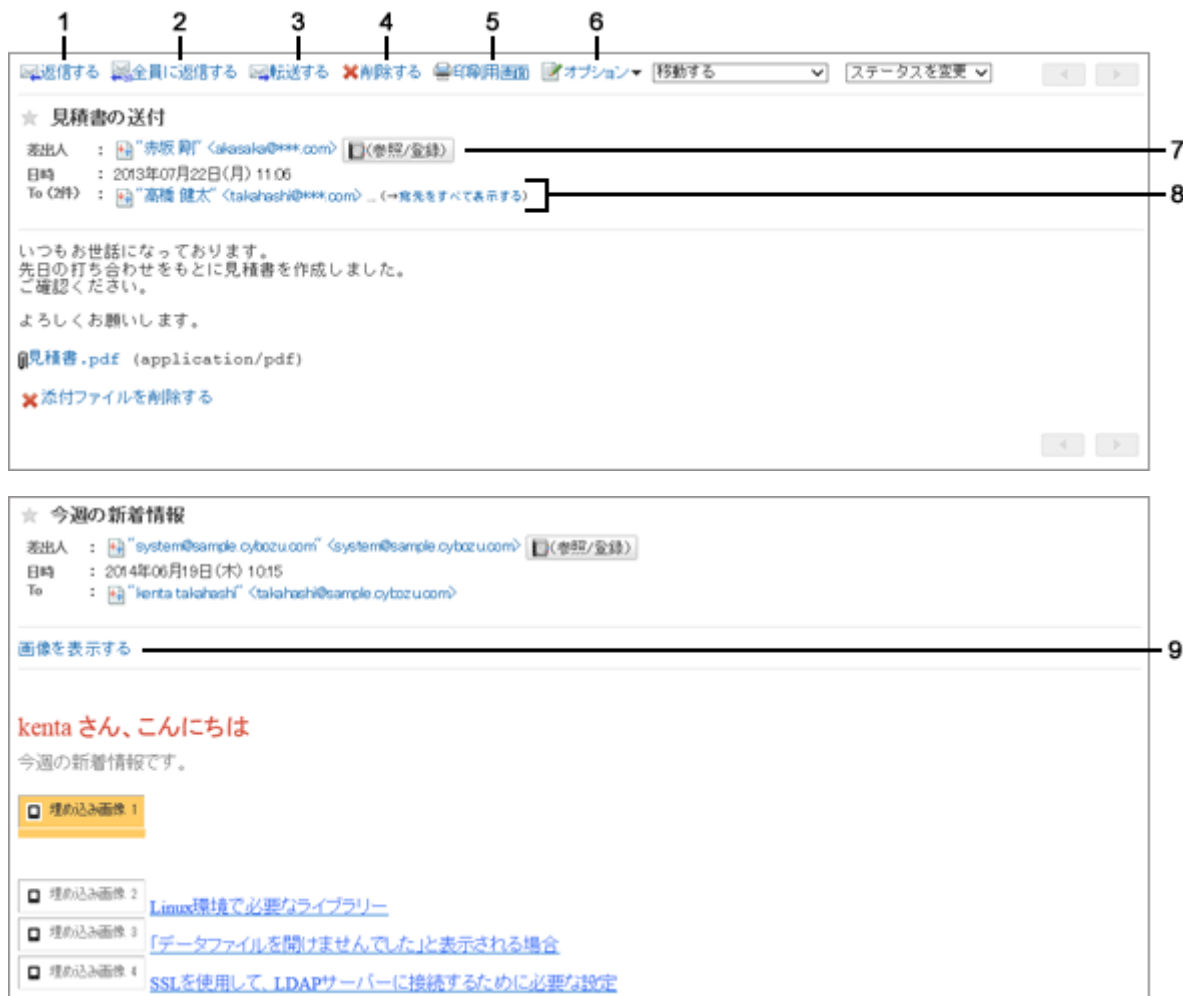 1 2 3 4 5 6
返信する 全員に返信する 転送する 削除する 印刷用画面 オプション▼ 移動する ステータスを変更
見積書の送付
差出人 : "赤坂 剛" <akasaka@***.com> (参照/登録) 7
日時 : 2013年07月22日(月) 11:06
To (2件) : "高橋 健太" <takahashi@***.com> ... (→宛先をすべて表示する) 8
いつもお世話になっております。
先日の打ち合わせをもとに見積書を作成しました。
ご確認ください。
よろしくお願いします。
見積書.pdf (application/pdf)
添付ファイルを削除する
今週の新着情報
差出人 : "system@sample.cybozu.com" <system@sample.cybozu.com> (参照/登録)
日時 : 2014年06月19日(木) 10:15
To : "kenta takahashi" <takahashi@sample.cybozu.com>
画像を表示する 9
kenta さん、こんにちは
今週の新着情報です。
埋め込み画像 1
埋め込み画像 2 Linux環境で必要なライブラリー
埋め込み画像 3 「データファイルを開けませんでした」と表示される場合
埋め込み画像 4 SSLを使用して、LDAPサーバーに接続するために必要な設定